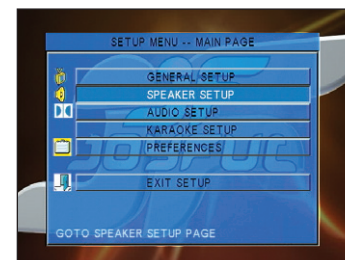 SETUP MENU -- MAIN PAGE
GENERAL SETUP
SPEAKER SETUP
AUDIO SETUP
KARAOKE SETUP
PREFERENCES
EXIT SETUP
GOTO SPEAKER SETUP PAGE